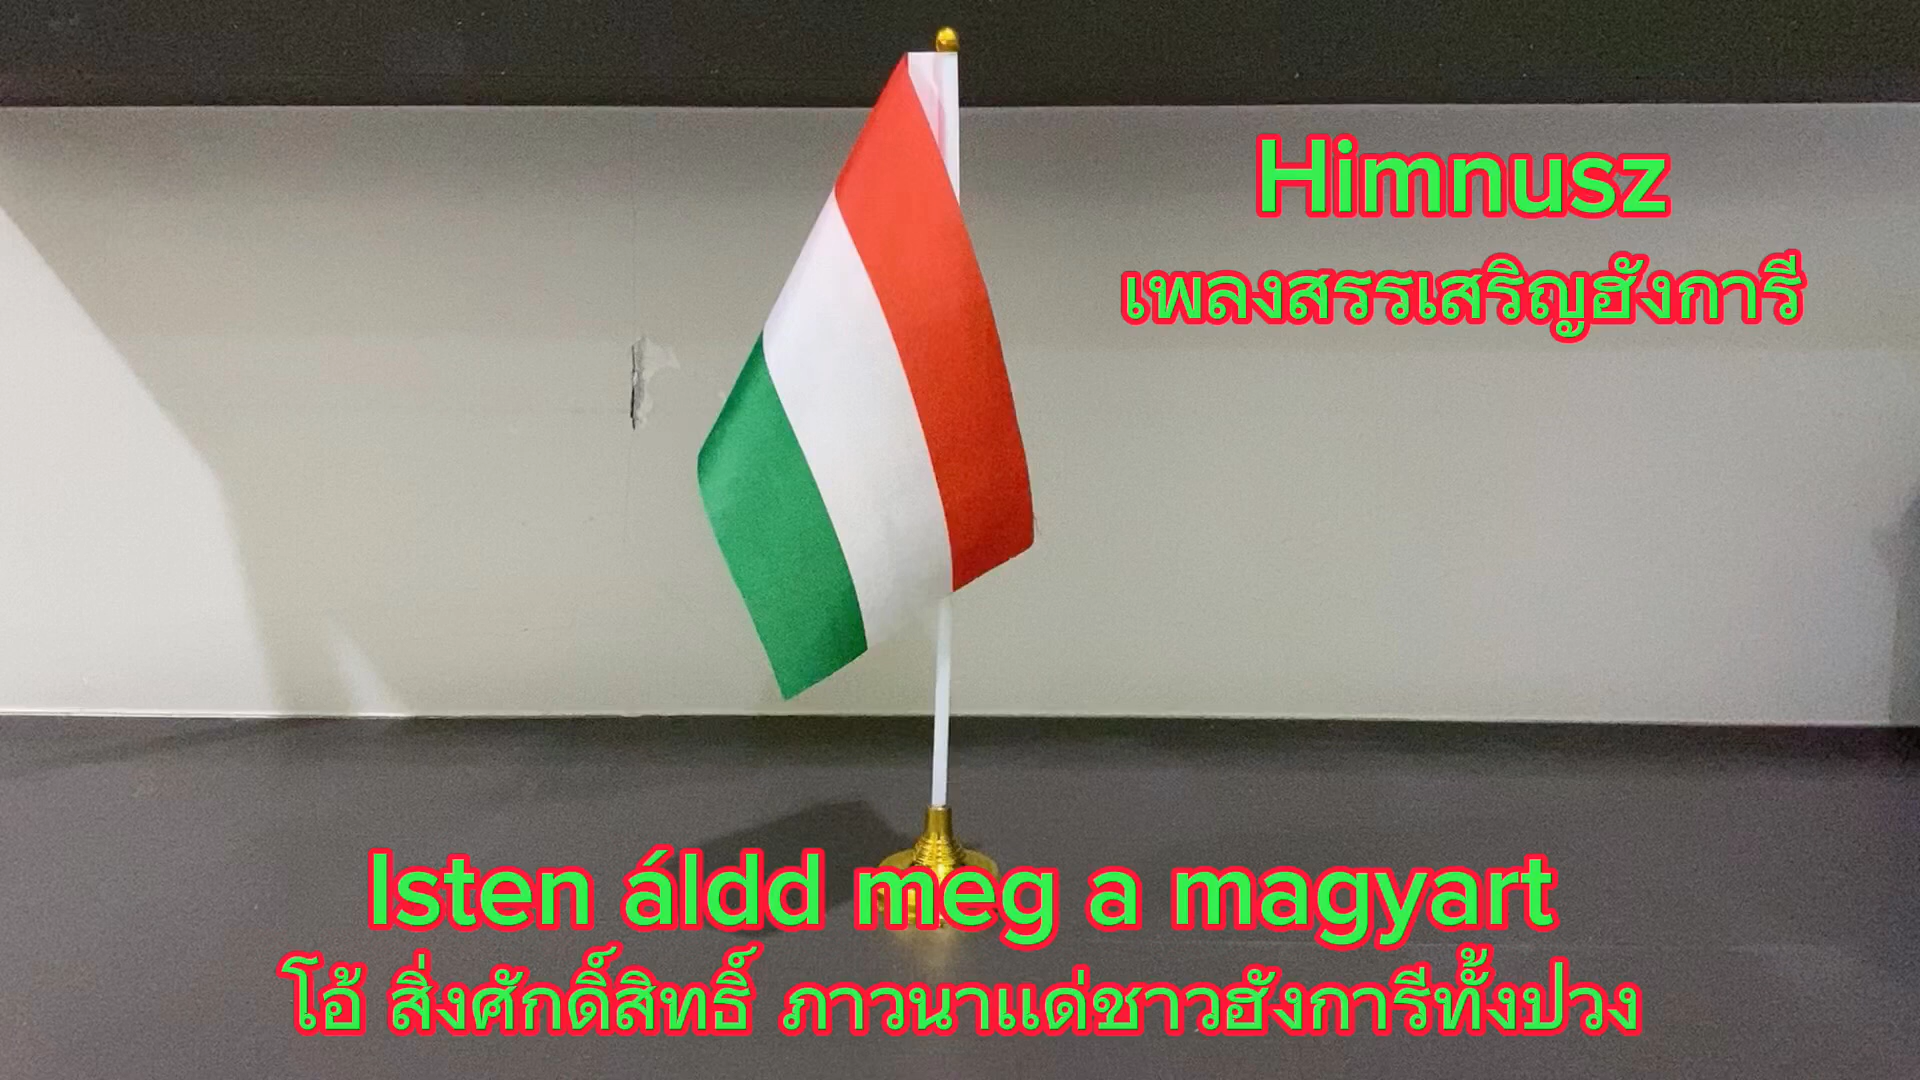 Himnusz
เพลงสรรเสริญฮังการี
Isten áldd meg a magyart
โอ้ สิ่งศักดิ์สิทธิ์ ภาวนาแด่ชาวฮังการีทั้งปวง